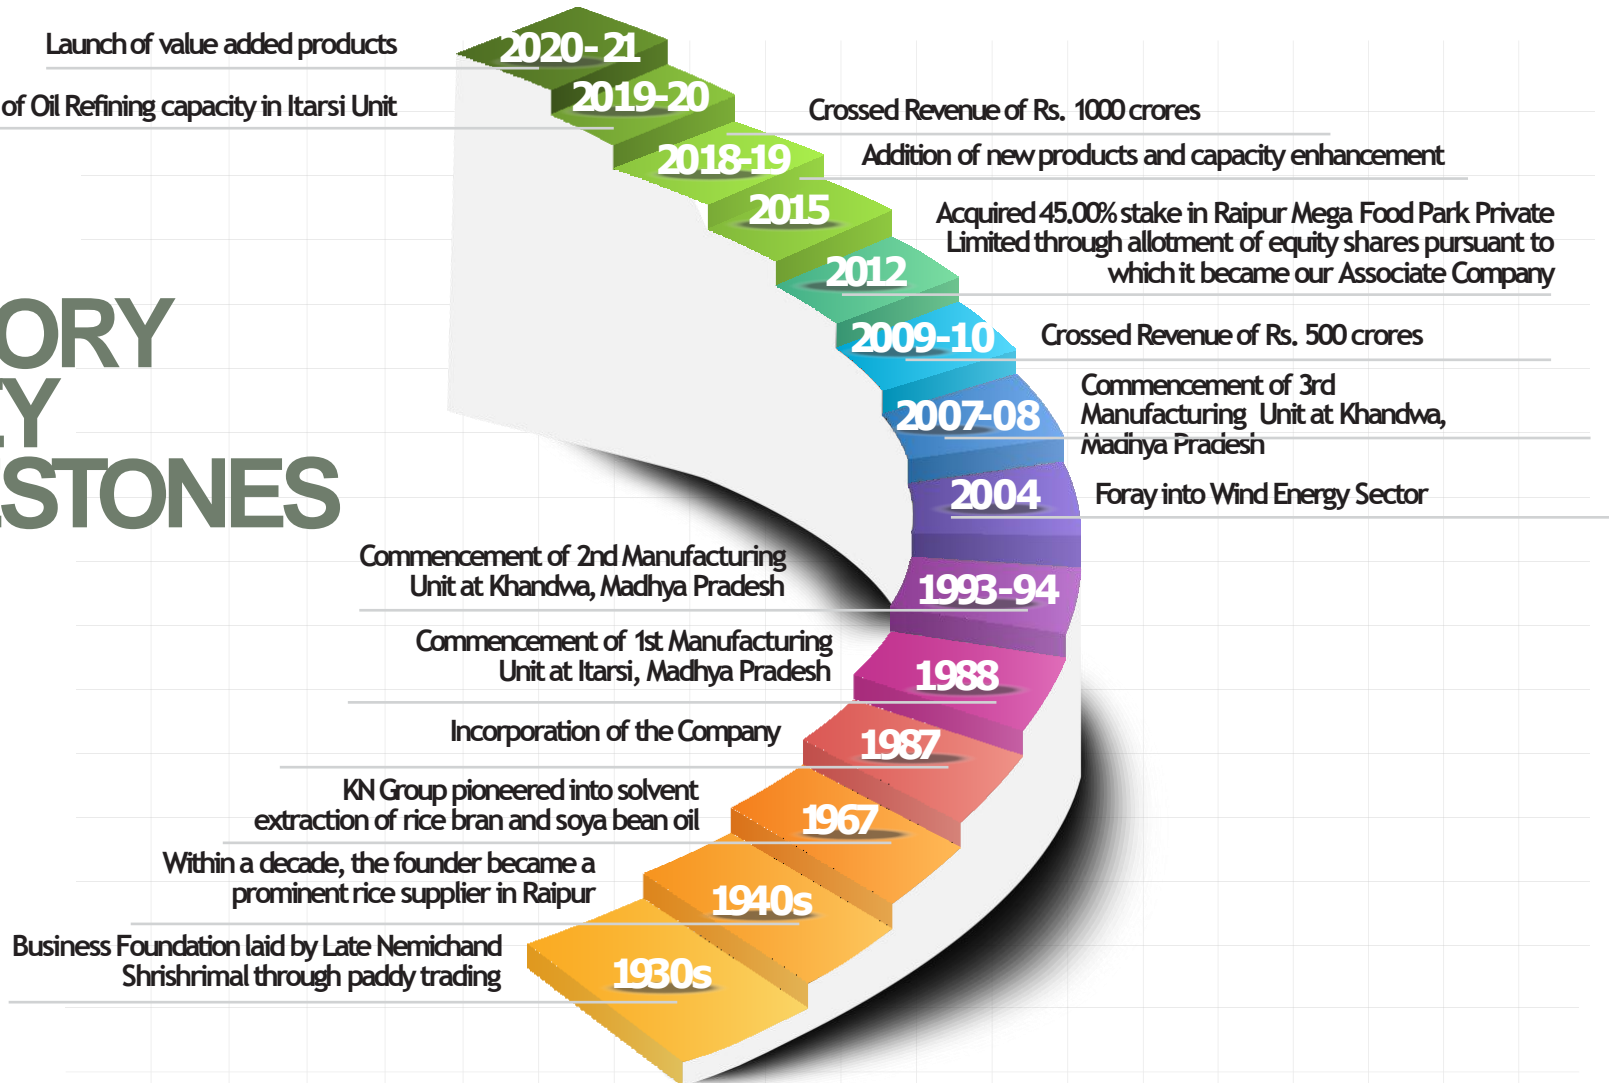 2020-21
Launch of value added products
2019-20
of Oil Refining capacity in Itarsi Unit
Crossed Revenue of Rs. 1000 crores
2018-19
Addition of new products and capacity enhancement
2015
Acquired 45.00% stake in Raipur Mega Food Park Private
Limited through allotment of equity shares pursuant to
which it became our Associate Company
2012
Crossed Revenue of Rs. 500 crores
2009-10
Commencement of 3rd
Manufacturing Unit at Khandwa,
Madhya Pradesh
2007-08
Foray into Wind Energy Sector
2004
ORY
Y
STONES
Commencement of 2nd Manufacturing
Unit at Khandwa, Madhya Pradesh
1993-94
Commencement of 1st Manufacturing
Unit at Itarsi, Madhya Pradesh
1988
Incorporation of the Company
1987
KN Group pioneered into solvent
extraction of rice bran and soya bean oil
1967
Within a decade, the founder became a
prominent rice supplier in Raipur
1940s
Business Foundation laid by Late Nemichand
Shrishrimal through paddy trading
1930s